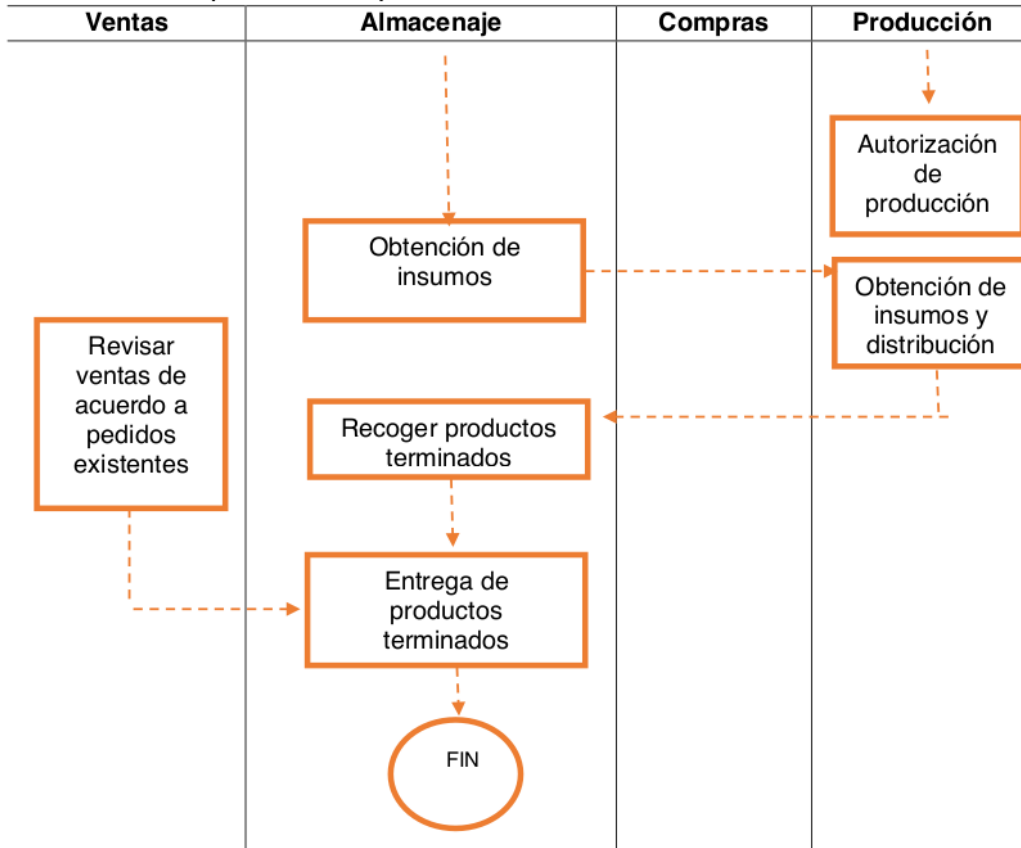 Ventas Almacenaje Compras Producción
Autorización
de
producción
Obtención de
insumos
Obtención de
insumos y
distribución
Revisar
ventas de
acuerdo a
pedidos
existentes
Recoger productos
terminados
Entrega de
productos
terminados
FIN